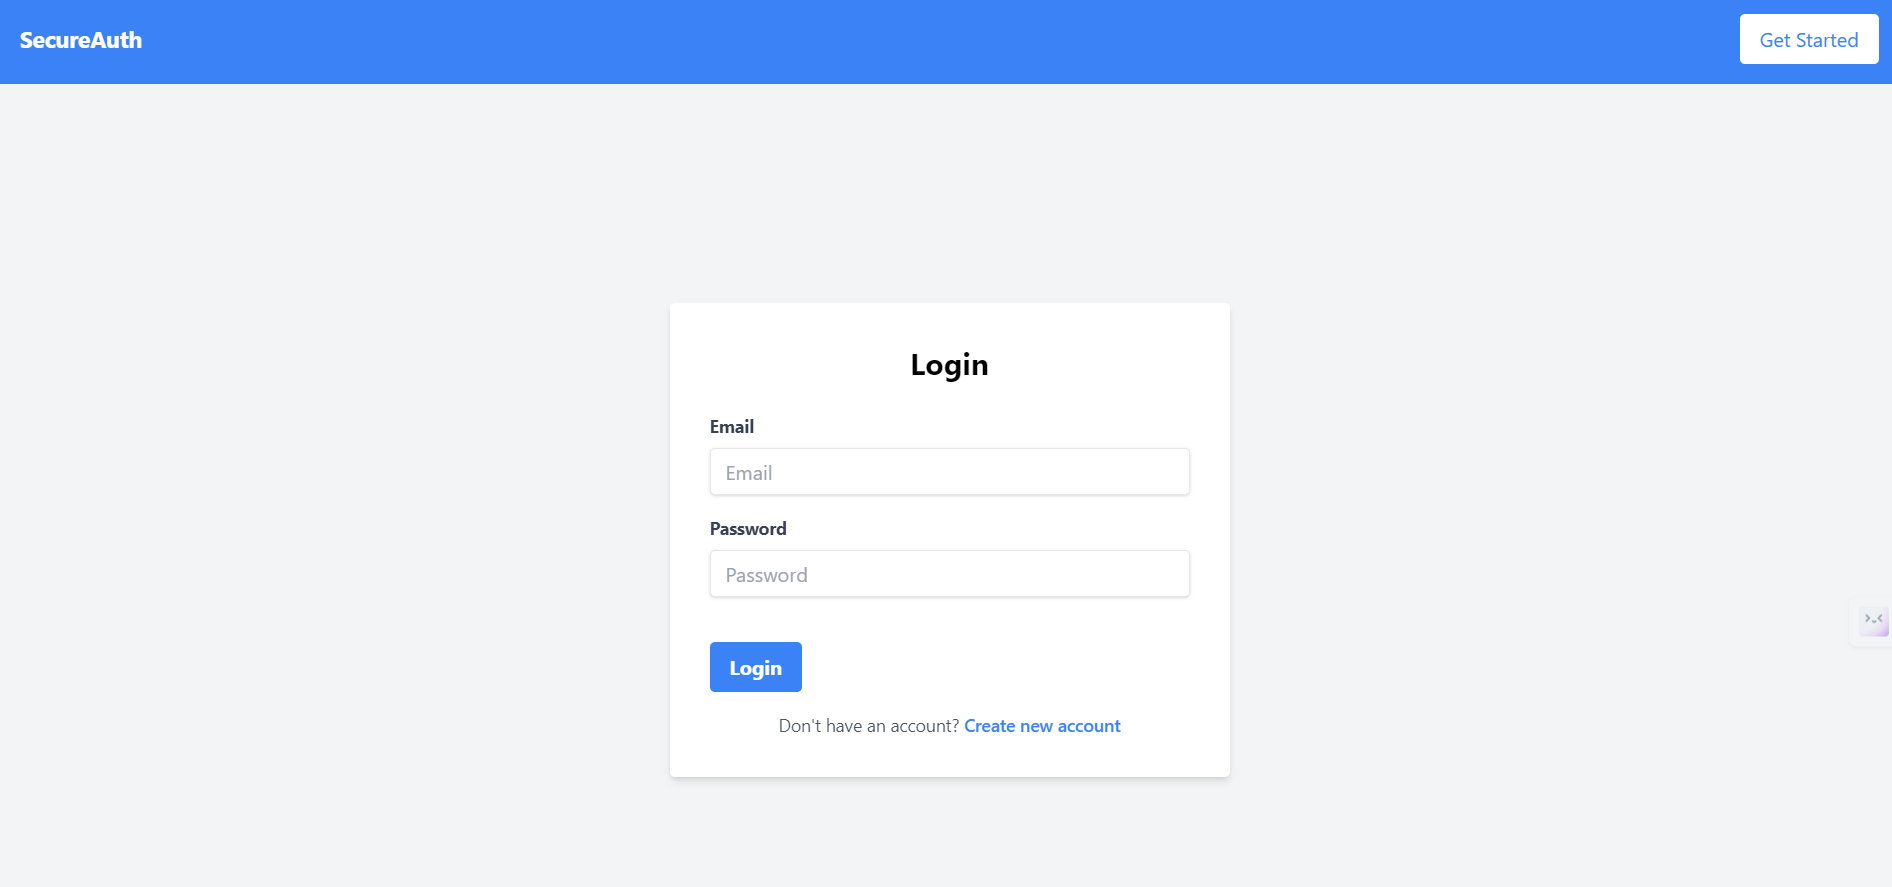 SecureAuth
Get Started
Login
Email
Email
Password
Password
Login
Don't have an account? Create new account